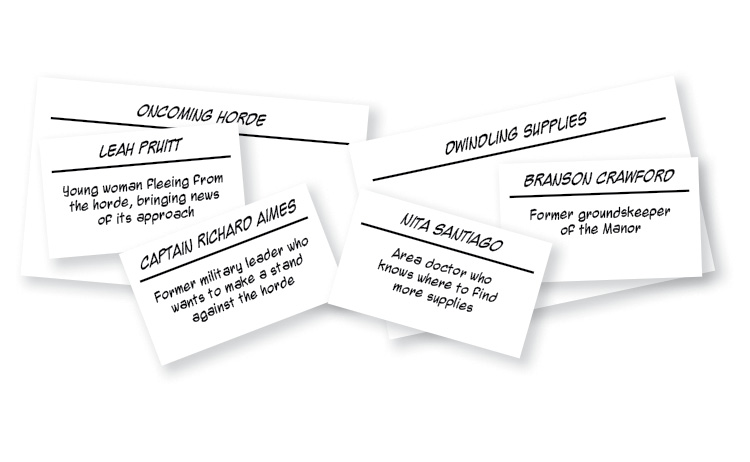 ONCOMING HORDE
LEAH PRUITT
Young woman fleeing from
the horde, bringing news
of its approach
CAPTAIN RICHARD AIMES
Former military leader who
wants to make a stand
against the horde
DWINDLING SUPPLIES
NITA SANTIAGO
Area doctor who
knows where to find
more supplies
BRANSON CRAWFORD
Former groundskeeper
of the Manor